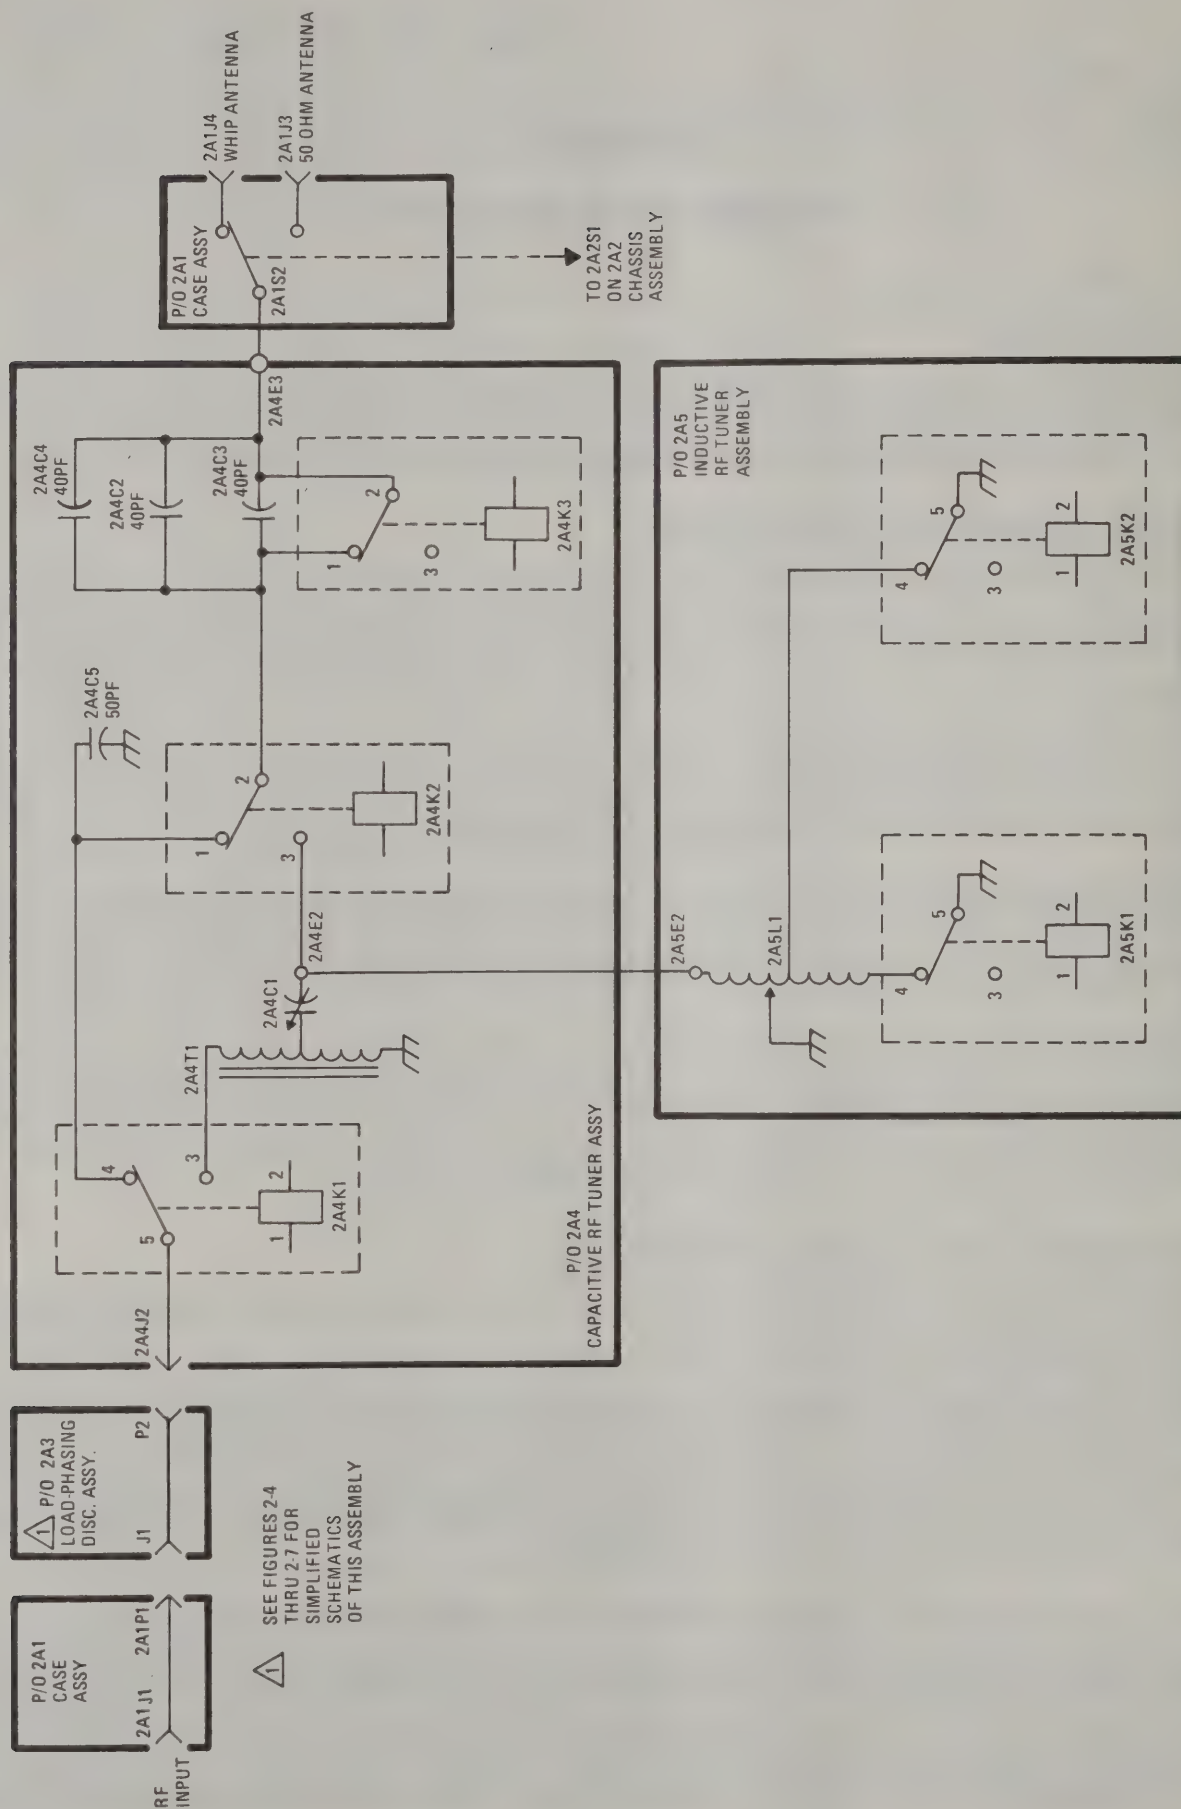 RF
INPUT
P/O 2A1
CASE
ASSY
2A1J1
2A1P1
1
P/O 2A3
LOAD-PHASING
DISC. ASSY.
J1
P2
1
SEE FIGURES 2-4
THRU 2-7 FOR
SIMPLIFIED
SCHEMATICS
OF THIS ASSEMBLY
2A4J2
5
4
3
1
2
2A4K1
2A4T1
2A4C1
2A4E2
1
2
3
2A4K2
2A4C5
50PF
2A4C4
40PF
2A4C2
40PF
2A4C3
40PF
1
2
3
2A4K3
2A4E3
P/O 2A4
CAPACITIVE RF TUNER ASSY
P/O 2A1
CASE ASSY
2A1S2
2A1J4
WHIP ANTENNA
2A1J3
50 OHM ANTENNA
TO 2A2S1
ON 2A2
CHASSIS
ASSEMBLY
2A5E2
2A5L1
4
5
3
1
2
2A5K1
4
5
3
1
2
2A5K2
P/O 2A5
INDUCTIVE
RF TUNER
ASSEMBLY